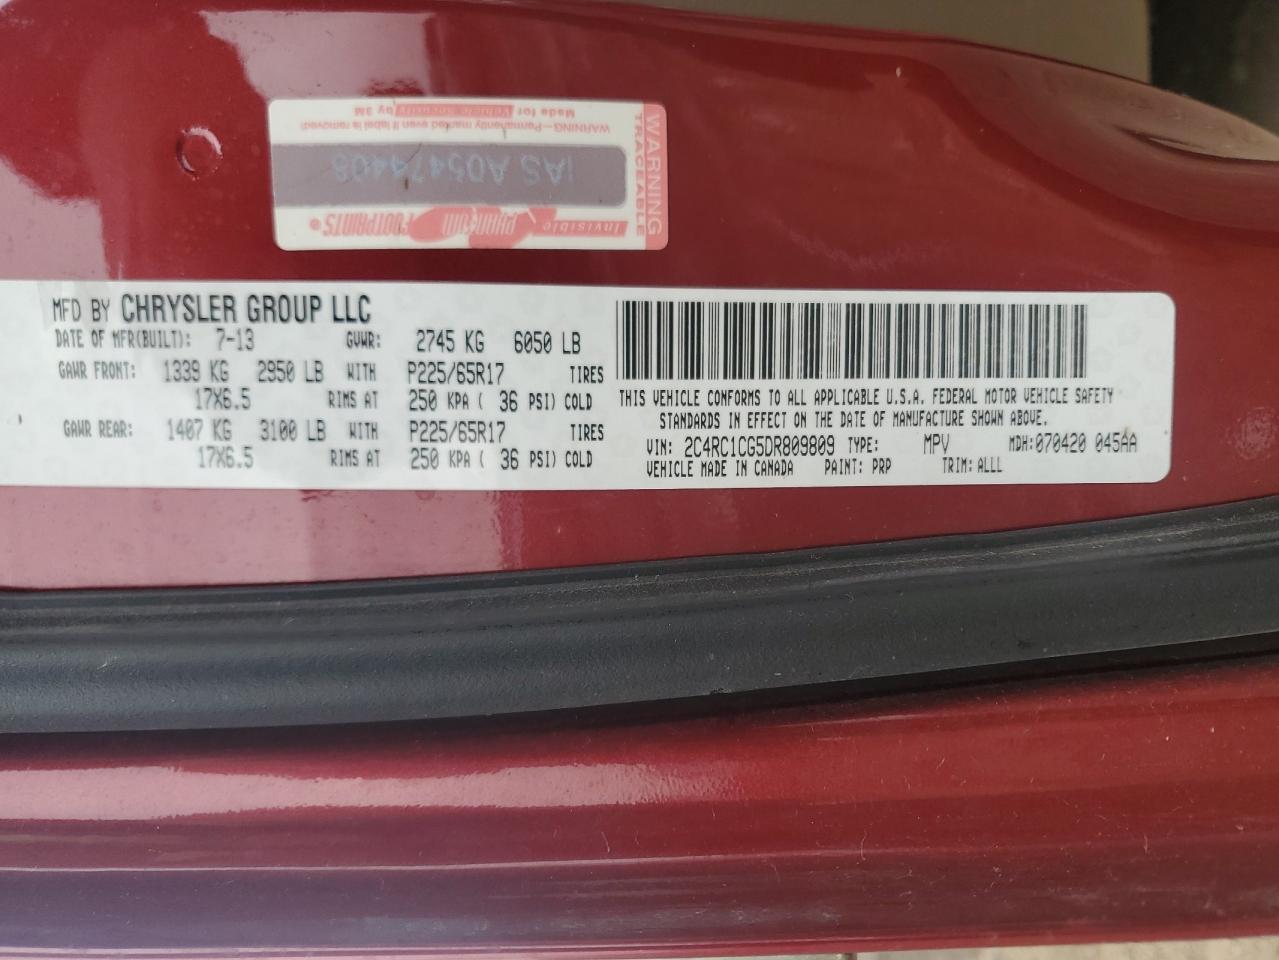 WARNING
TRACEABLE
Invisible PHANTOM FOOTPRINTS®
IAS A05474408
WARNING – Permanently marked even if label is removed!
Made for Vehicle Security by 3M
MFD BY CHRYSLER GROUP LLC
DATE OF MFR(BUILT): 7-13 GVWR: 2745 KG 6050 LB
GAWR FRONT: 1339 KG 2950 LB WITH P225/65R17 TIRES
17X6.5 RIMS AT 250 KPA ( 36 PSI) COLD
GAWR REAR: 1407 KG 3100 LB WITH P225/65R17 TIRES
17X6.5 RIMS AT 250 KPA ( 36 PSI) COLD
THIS VEHICLE CONFORMS TO ALL APPLICABLE U.S.A. FEDERAL MOTOR VEHICLE SAFETY
STANDARDS IN EFFECT ON THE DATE OF MANUFACTURE SHOWN ABOVE.
VIN: 2C4RC1CG5DR809809 TYPE: MPV MDH:070420 045AA
VEHICLE MADE IN CANADA PAINT: PRP TRIM: ALLL